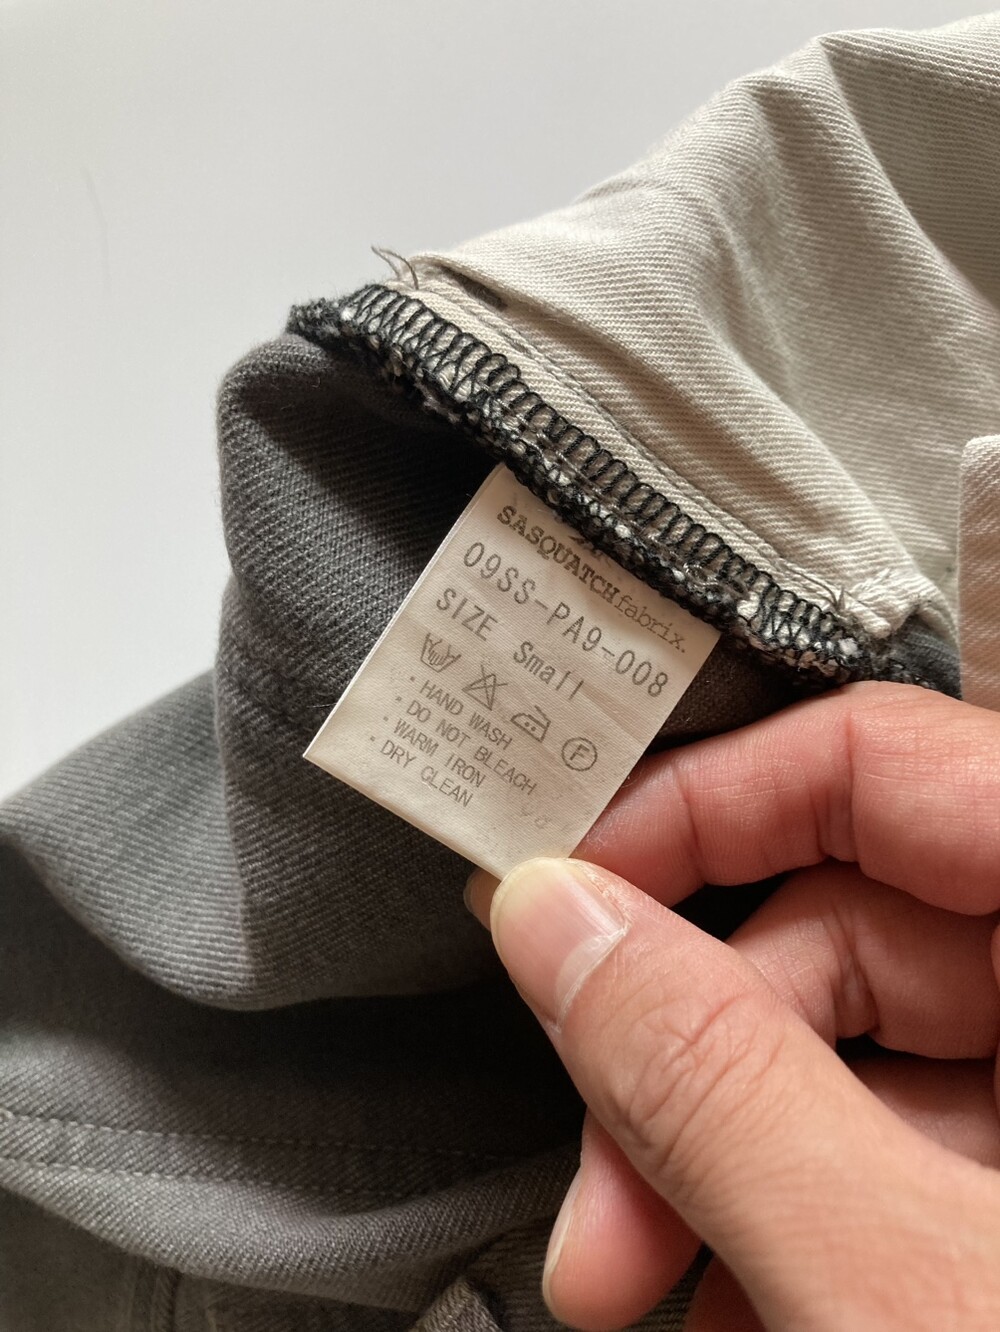 SASQUATCHfabrix.
09SS-PA9-008
SIZE Small
F
· HAND WASH
· DO NOT BLEACH
· WARM IRON
· DRY CLEAN